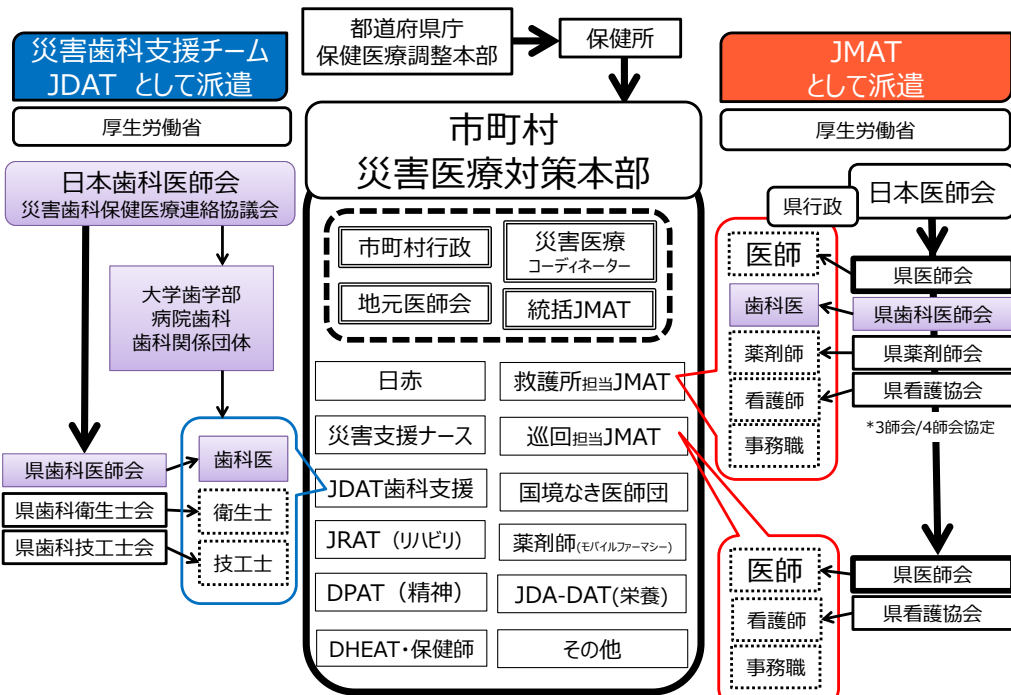 災害歯科支援チーム
JDAT として派遣
厚生労働省
日本歯科医師会
災害歯科保健医療連絡協議会
大学歯学部
病院歯科
歯科関係団体
県歯科医師会
県歯科衛生士会
県歯科技工士会
歯科医
衛生士
技工士
都道府県庁
保健医療調整本部
保健所
市町村
災害医療対策本部
市町村行政
災害医療
コーディネーター
地元医師会
統括JMAT
日赤
救護所担当JMAT
災害支援ナース
巡回担当JMAT
JDAT歯科支援
国境なき医師団
JRAT（リハビリ）
薬剤師(モバイルファーマシー)
DPAT（精神）
JDA-DAT(栄養)
DHEAT・保健師
その他
JMAT
として派遣
厚生労働省
日本医師会
県行政
医師
県医師会
歯科医
県歯科医師会
薬剤師
県薬剤師会
看護師
県看護協会
事務職
*3師会/4師会協定
医師
県医師会
看護師
県看護協会
事務職